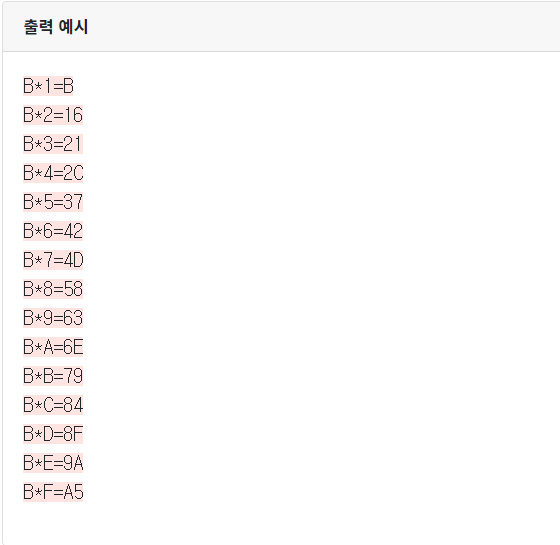 출력 예시
B*1=B
B*2=16
B*3=21
B*4=2C
B*5=37
B*6=42
B*7=4D
B*8=58
B*9=63
B*A=6E
B*B=79
B*C=84
B*D=8F
B*E=9A
B*F=A5